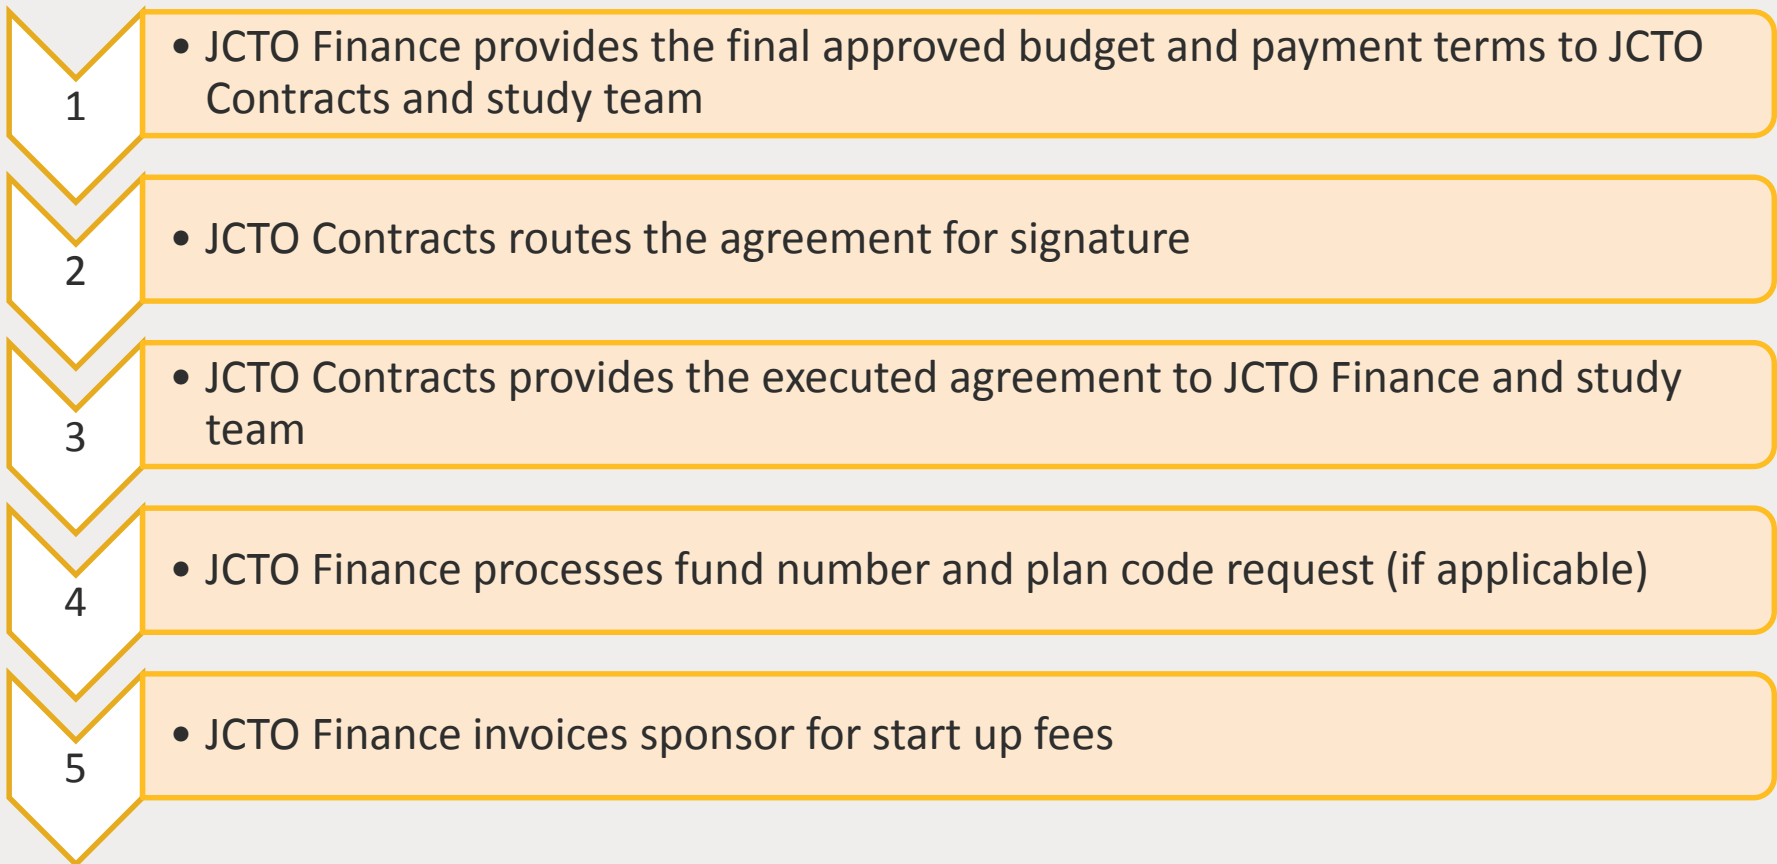 1
• JCTO Finance provides the final approved budget and payment terms to JCTO
Contracts and study team
2
• JCTO Contracts routes the agreement for signature
3
• JCTO Contracts provides the executed agreement to JCTO Finance and study
team
4
• JCTO Finance processes fund number and plan code request (if applicable)
5
• JCTO Finance invoices sponsor for start up fees